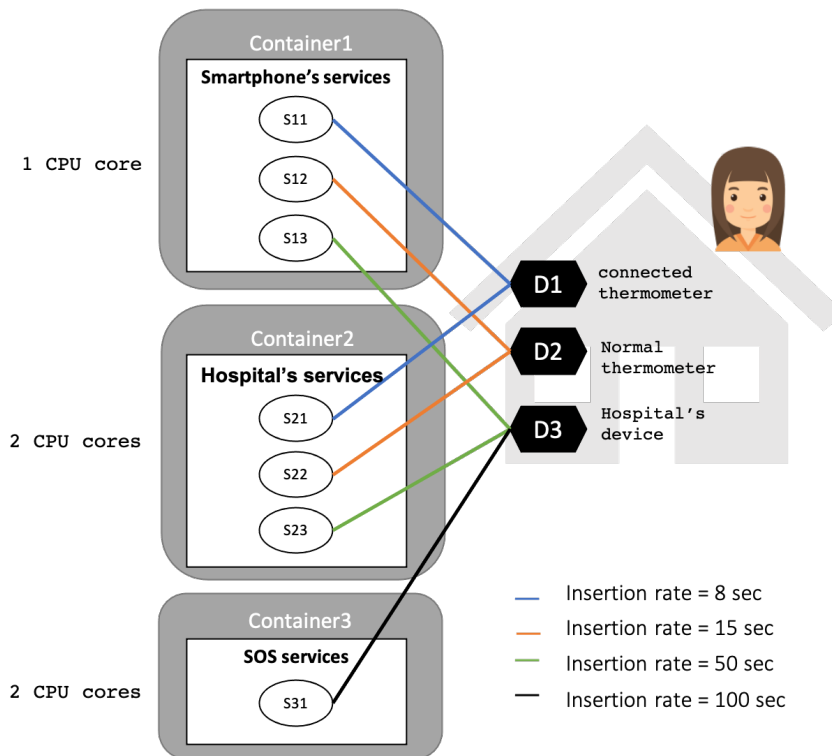 Container1
Smartphone's services
S11
1 CPU core
S12
S13
D1
connected
thermometer
Container2
D2
Normal
thermometer
Hospital's services
S21
D3
Hospital's
device
2 CPU cores
S22
S23
Insertion rate = 8 sec
Container3
Insertion rate = 15 sec
SOS services
Insertion rate = 50 sec
2 CPU cores
S31
Insertion rate = 100 sec